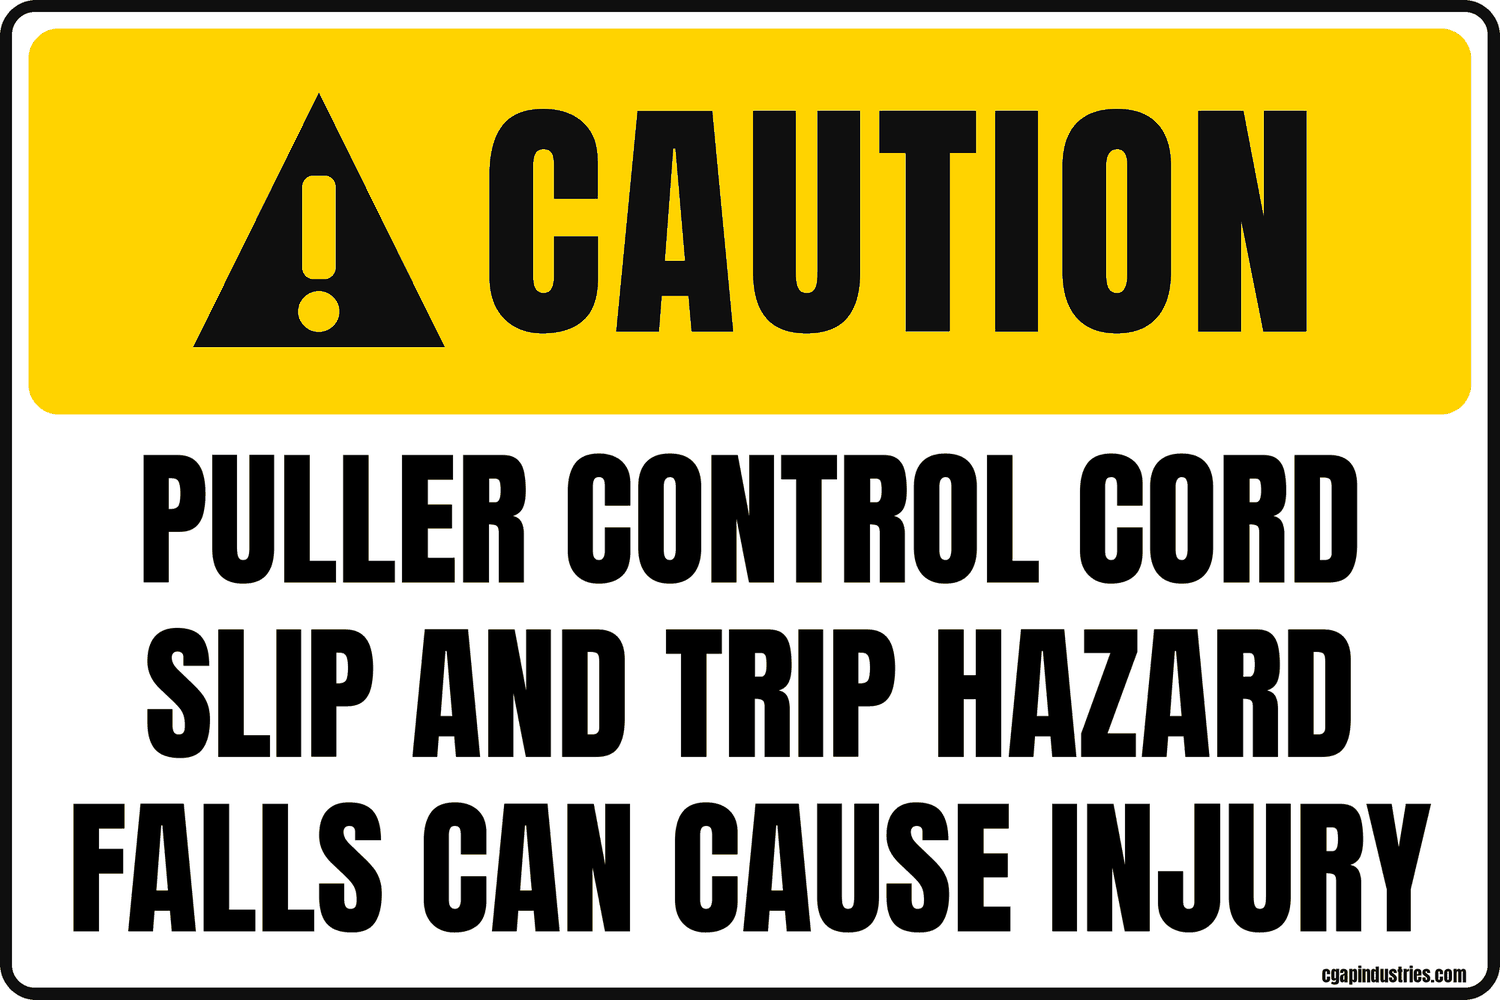 CAUTION
PULLER CONTROL CORD
SLIP AND TRIP HAZARD
FALLS CAN CAUSE INJURY
cgapindustries.com